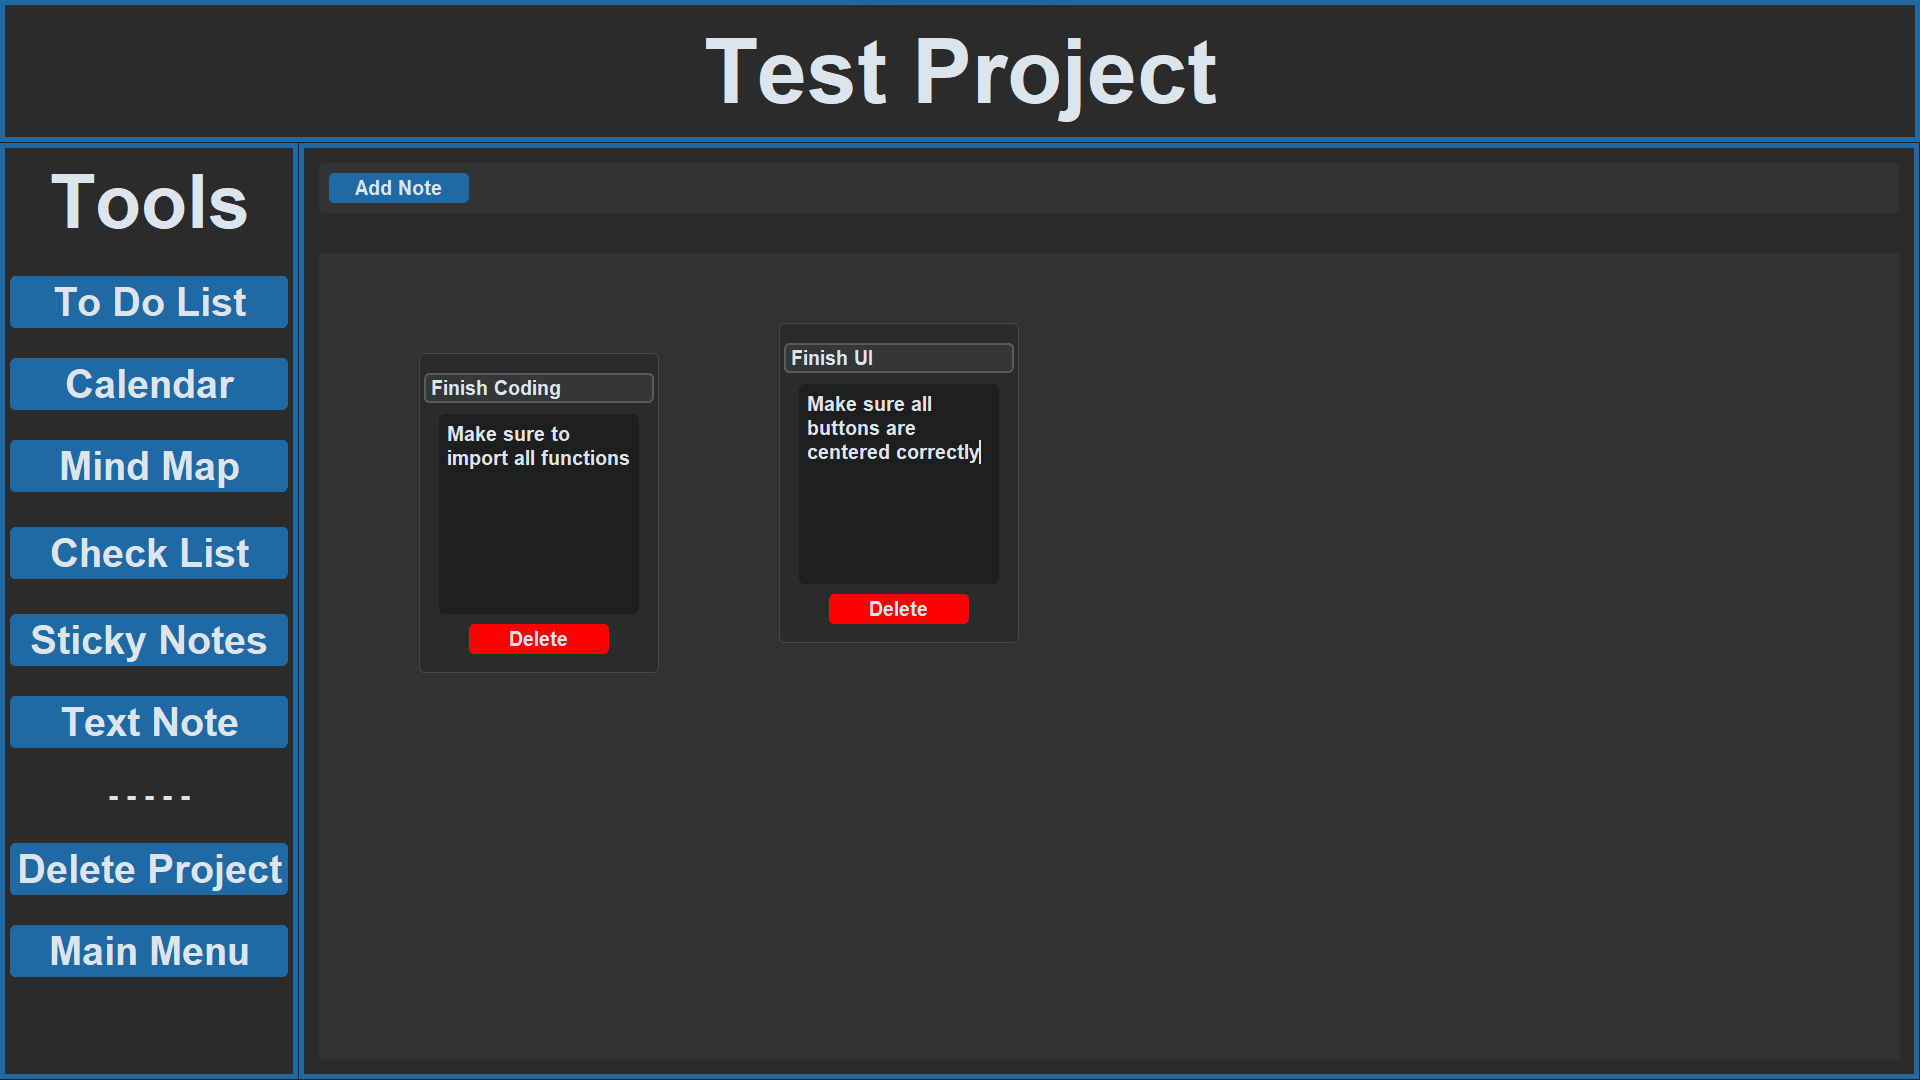 Test Project
Tools
To Do List
Calendar
Mind Map
Check List
Sticky Notes
Text Note
- - - - -
Delete Project
Main Menu
Add Note
Finish Coding
Make sure to
import all functions
Delete
Finish UI
Make sure all
buttons are
centered correctly
Delete